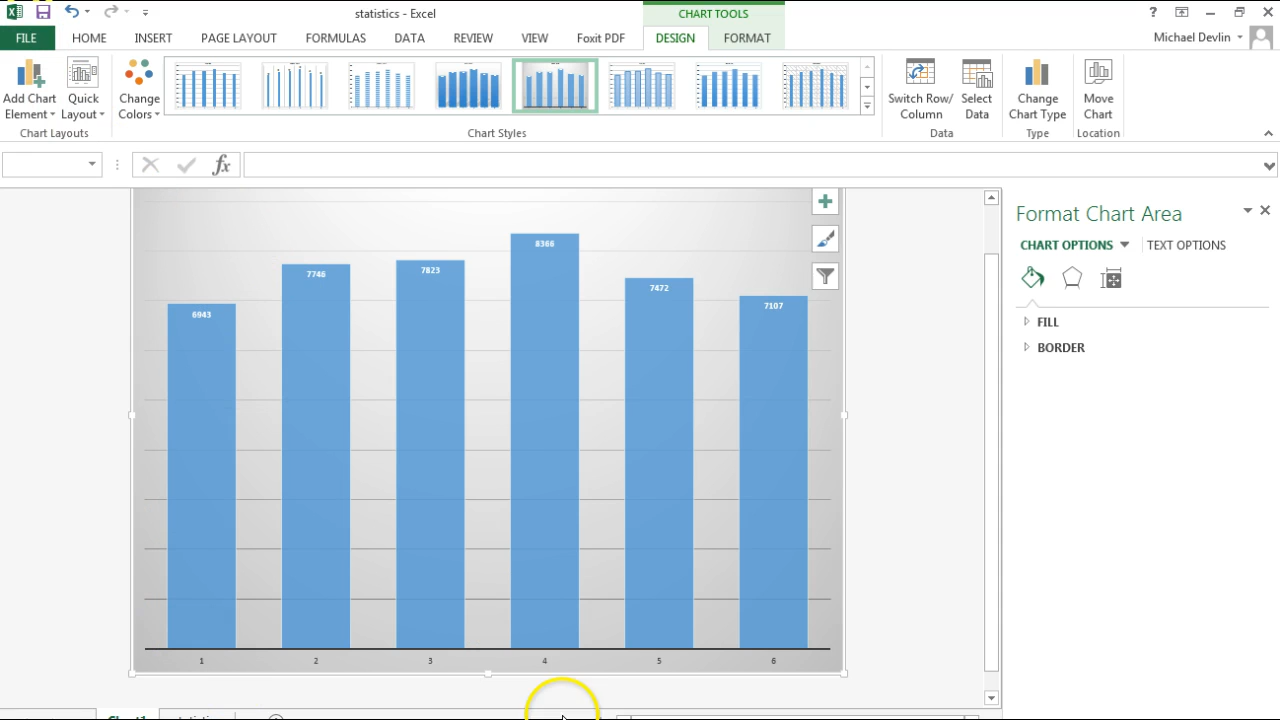 statistics - Excel
CHART TOOLS
?
FILE HOME INSERT PAGE LAYOUT FORMULAS DATA REVIEW VIEW Foxit PDF DESIGN FORMAT Michael Devlin
Add Chart Element
Quick Layout
Chart Layouts
Change Colors
Chart Styles
Switch Row/ Column
Select Data
Data
Change Chart Type
Type
Move Chart
Location
fx
8366
7823
7746
7472
7107
6943
1 2 3 4 5 6
Format Chart Area
CHART OPTIONS TEXT OPTIONS
FILL
BORDER
Chart1